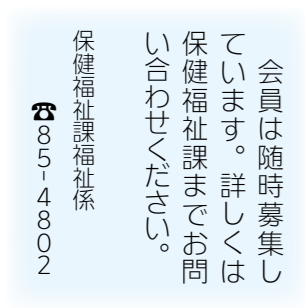 会員は随時募集し
ています。詳しくは
保健福祉課までお問
い合わせください。
保健福祉課福祉係
☎85-4802